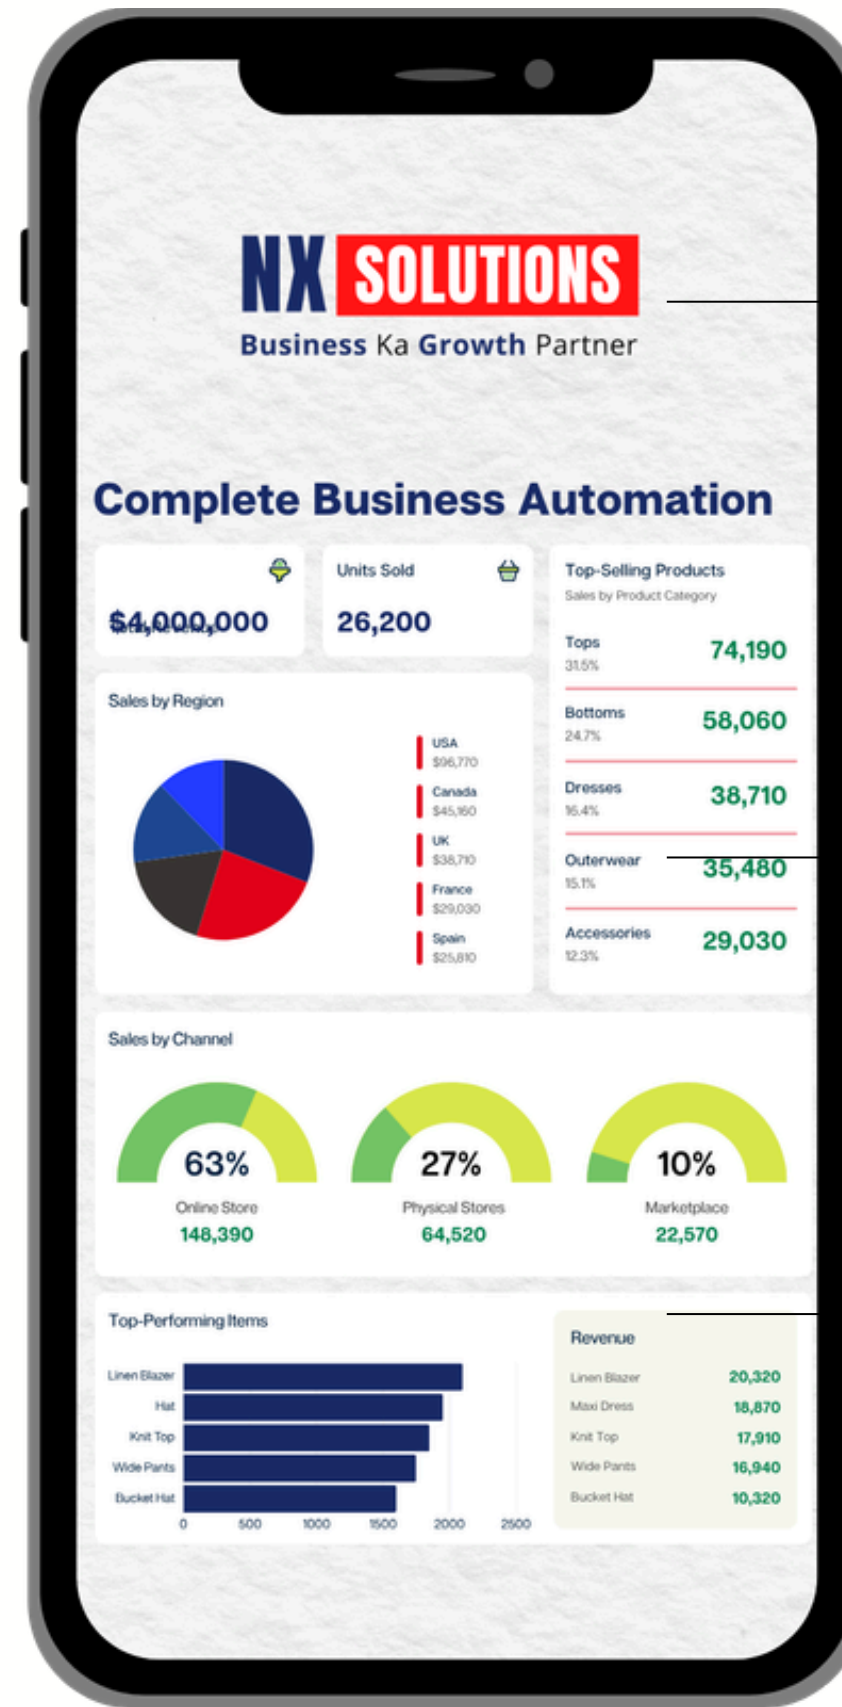 NX SOLUTIONS
Business Ka Growth Partner
Complete Business Automation
$4,000,000
Total Revenue
Units Sold
26,200
Top-Selling Products
Sales by Product Category
Tops
31.5%
74,190
Bottoms
24.7%
58,060
Dresses
16.4%
38,710
Outerwear
15.1%
35,480
Accessories
12.3%
29,030
Sales by Region
USA
$96,770
Canada
$45,160
UK
$38,710
France
$29,030
Spain
$25,810
Sales by Channel
63%
Online Store
148,390
27%
Physical Stores
64,520
10%
Marketplace
22,570
Top-Performing Items
Linen Blazer
Hat
Knit Top
Wide Pants
Bucket Hat
0 500 1000 1500 2000 2500
Revenue
Linen Blazer 20,320
Maxi Dress 18,870
Knit Top 17,910
Wide Pants 16,940
Bucket Hat 10,320